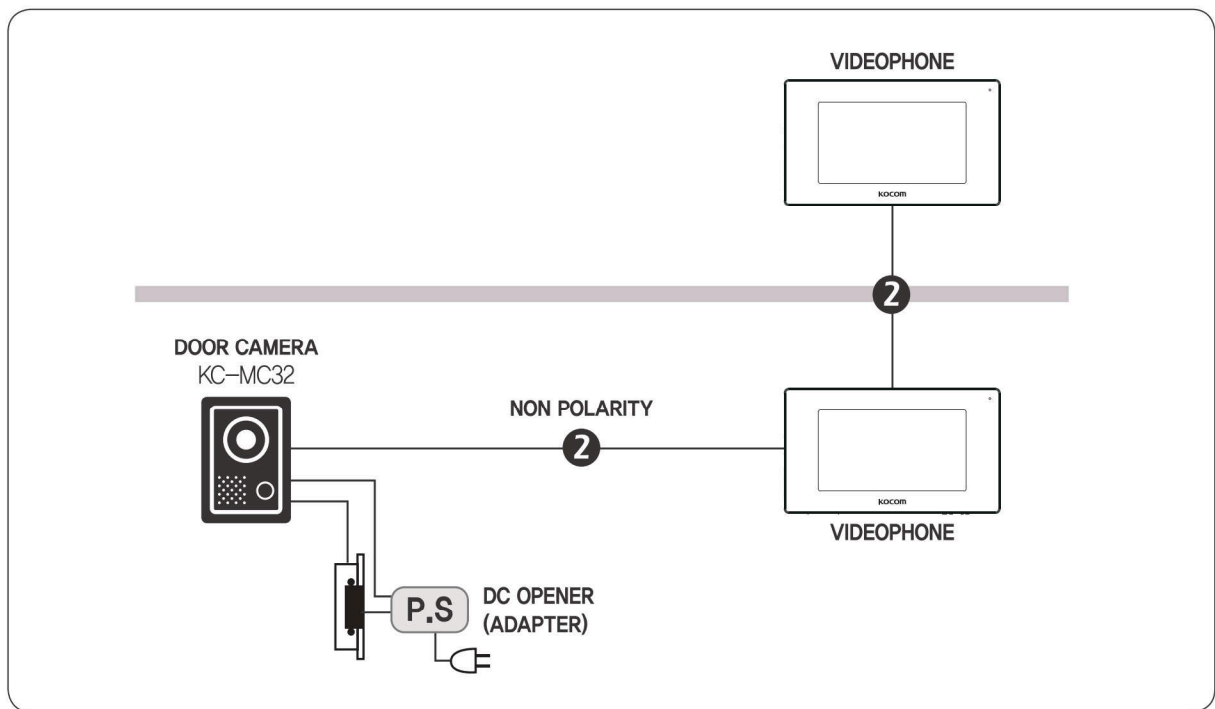 VIDEOPHONE
KOCOM
2
DOOR CAMERA
KC-MC32
NON POLARITY
2
KOCOM
VIDEOPHONE
P.S
DC OPENER
(ADAPTER)